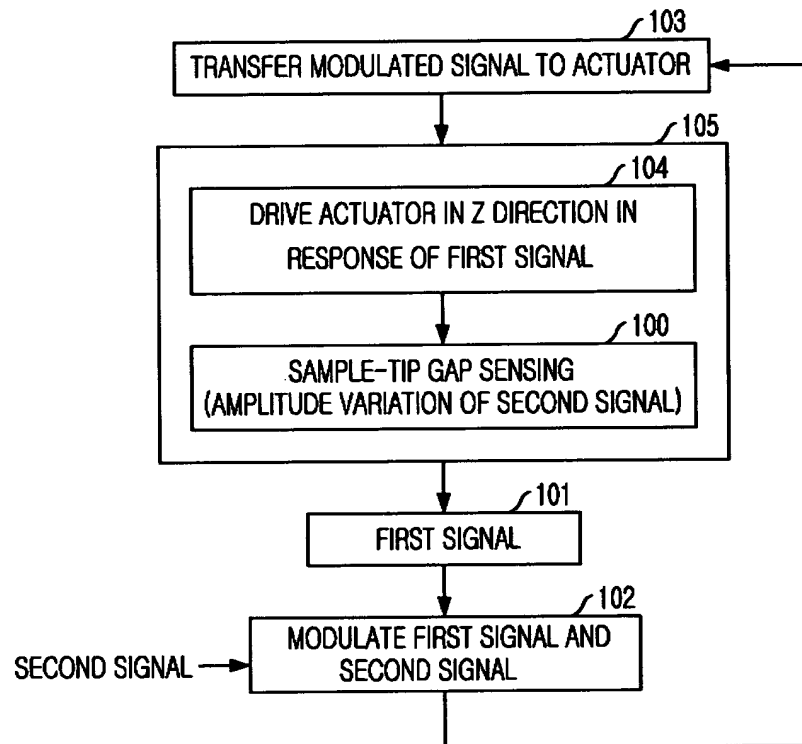 103
TRANSFER MODULATED SIGNAL TO ACTUATOR
105
104
DRIVE ACTUATOR IN Z DIRECTION IN
RESPONSE OF FIRST SIGNAL
100
SAMPLE-TIP GAP SENSING
(AMPLITUDE VARIATION OF SECOND SIGNAL)
101
FIRST SIGNAL
102
MODULATE FIRST SIGNAL AND
SECOND SIGNAL
SECOND SIGNAL